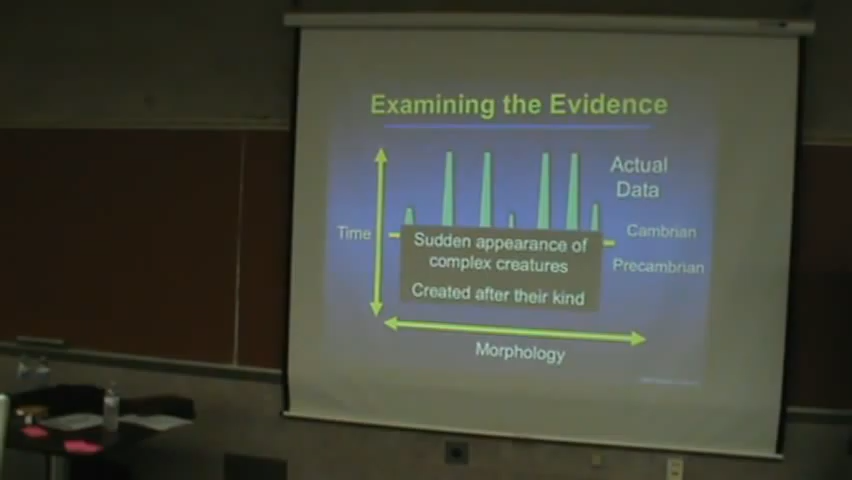 Examining the Evidence
Actual
Data
Time
Cambrian
Sudden appearance of
complex creatures
Precambrian
Created after their kind
Morphology